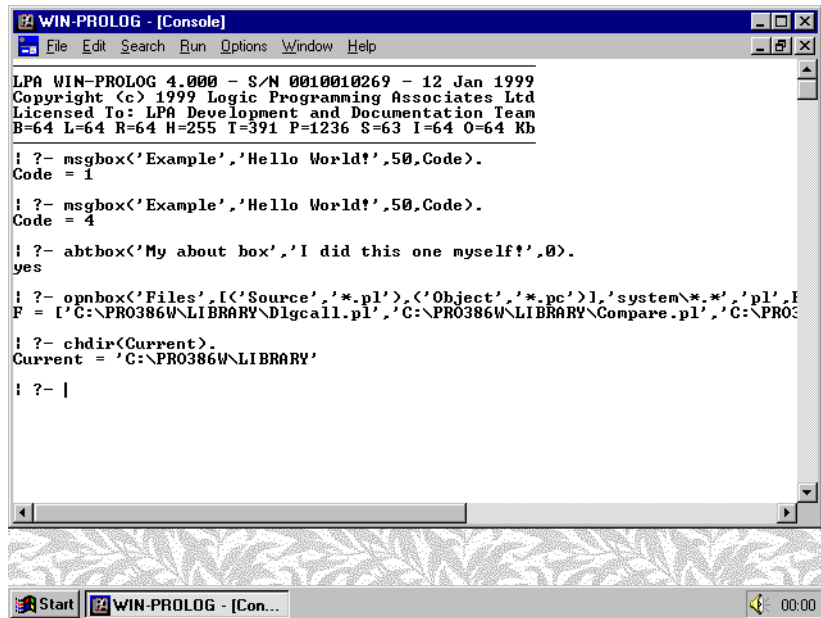 WIN-PROLOG - [Console]
File Edit Search Run Options Window Help
LPA WIN-PROLOG 4.000 - S/N 0010010269 - 12 Jan 1999
Copyright (c) 1999 Logic Programming Associates Ltd
Licensed To: LPA Development and Documentation Team
B=64 L=64 R=64 H=255 T=391 P=1236 S=63 I=64 O=64 Kb
| ?- msgbox('Example','Hello World!',50,Code).
Code = 1
| ?- msgbox('Example','Hello World!',50,Code).
Code = 4
| ?- abtbox('My about box','I did this one myself!',0).
yes
| ?- opnbox('Files',[('Source','*.pl'),('Object','*.pc')],'system\*.*','pl',
F = ['C:\PRO386W\LIBRARY\Dlgcall.pl','C:\PRO386W\LIBRARY\Compare.pl','C:\PRO3
| ?- chdir(Current).
Current = 'C:\PRO386W\LIBRARY'
| ?- |
Start WIN-PROLOG - [Con... 00:00